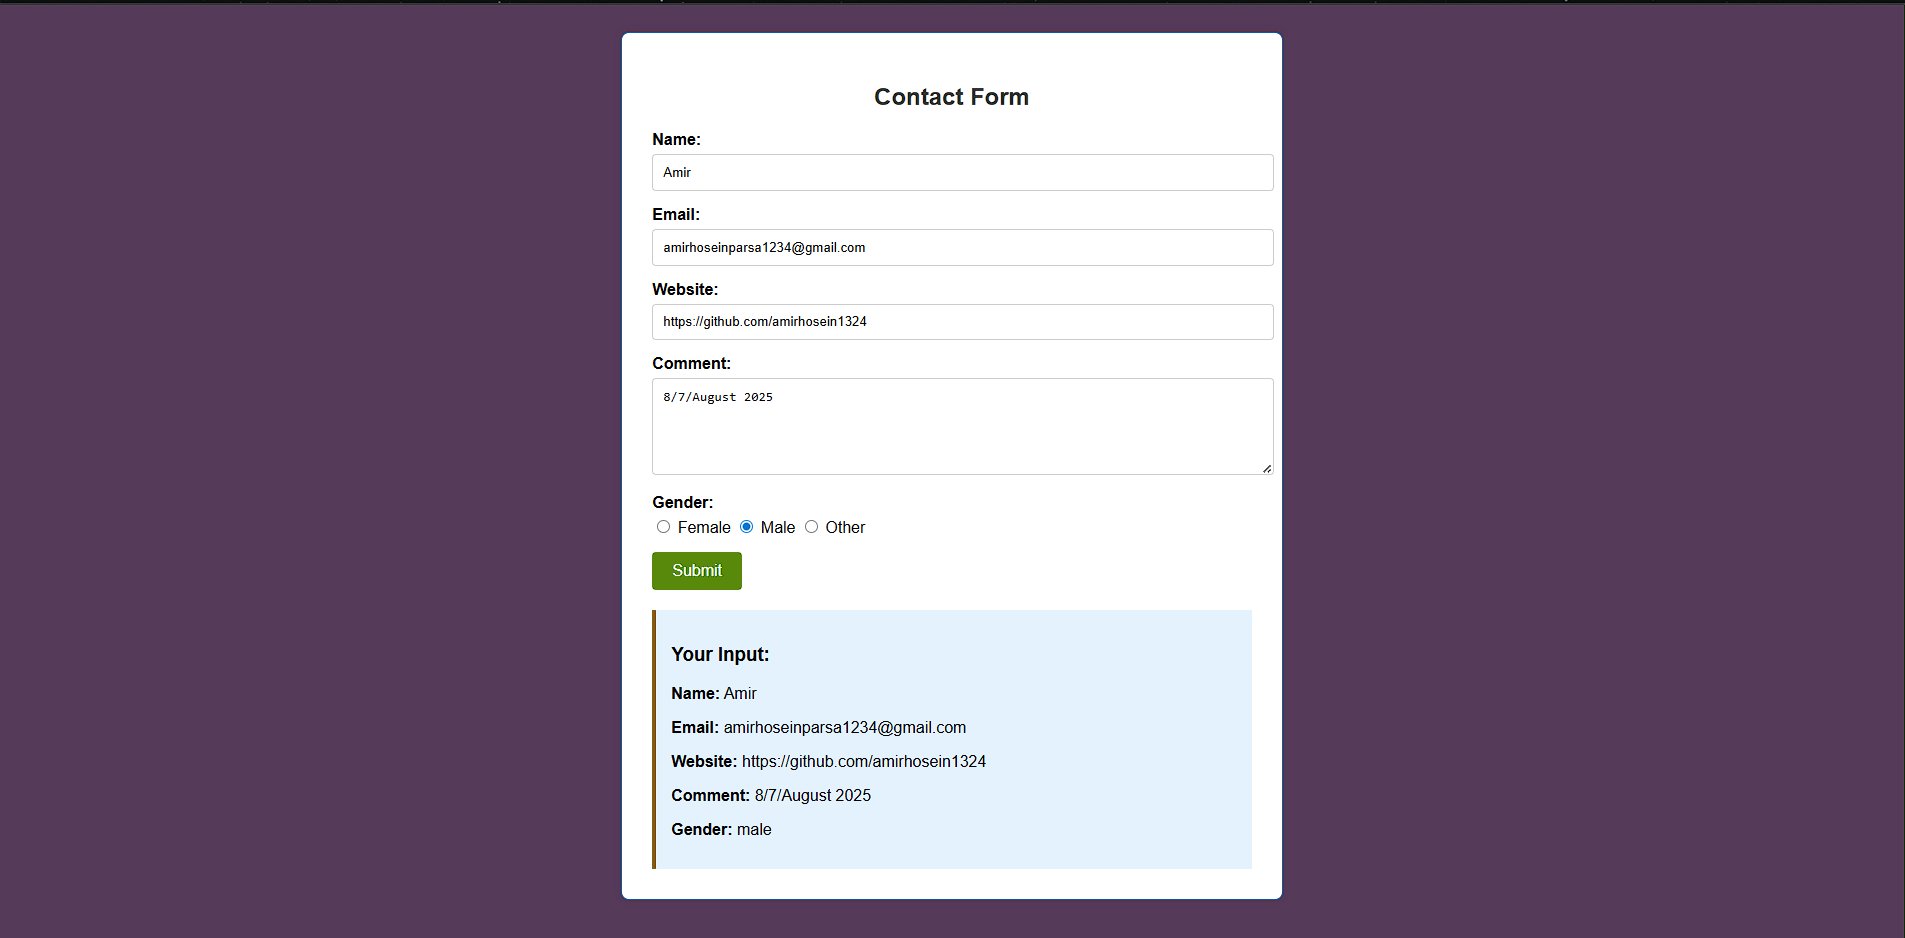 Contact Form
Name:
Amir
Email:
amirhoseinparsa1234@gmail.com
Website:
https://github.com/amirhosein1324
Comment:
8/7/August 2025
Gender:
Female Male Other
Submit
Your Input:
Name: Amir
Email: amirhoseinparsa1234@gmail.com
Website: https://github.com/amirhosein1324
Comment: 8/7/August 2025
Gender: male